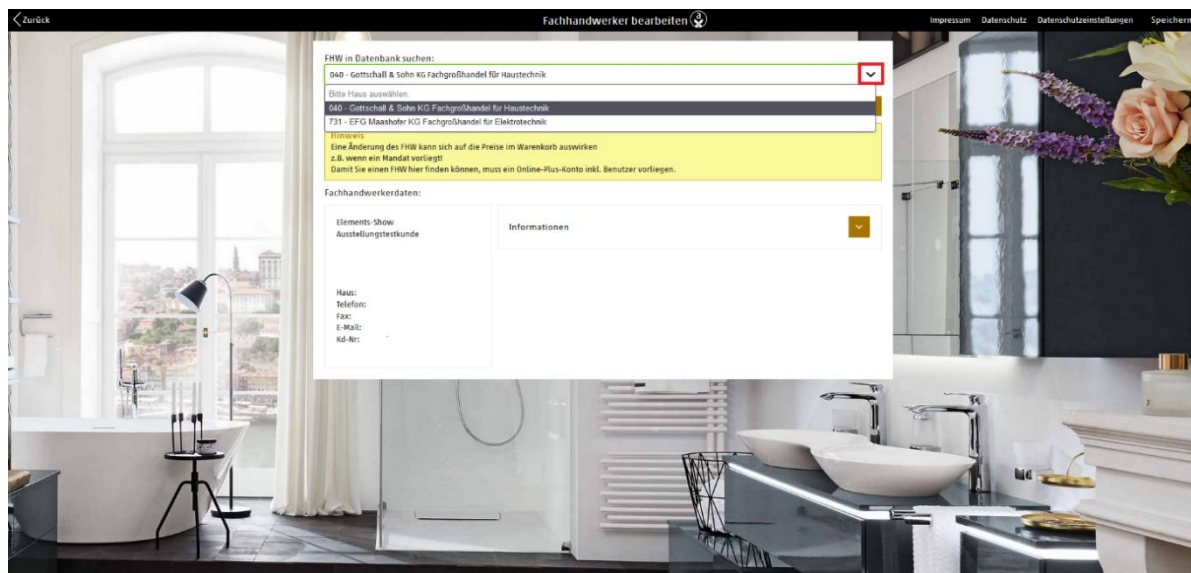 Zurück
Fachhandwerker bearbeiten
Impressum Datenschutz Datenschutzeinstellungen Speichern
FHW in Datenbank suchen:
040 - Gottschall & Sohn KG Fachgroßhandel für Haustechnik
Bitte Haus auswählen:
040 - Gottschall & Sohn KG Fachgroßhandel für Haustechnik
731 - EFG Maashofer KG Fachgroßhandel für Elektrotechnik
Hinweis
Eine Änderung des FHW kann sich auf die Preise im Warenkorb auswirken
z.B. wenn ein Mandat vorliegt!
Damit Sie einen FHW hier finden können, muss ein Online-Plus-Konto inkl. Benutzer vorliegen.
Fachhandwerkerdaten:
Elements-Show
Ausstellungstestkunde
Informationen
Haus:
Telefon:
Fax:
E-Mail:
Kd-Nr: